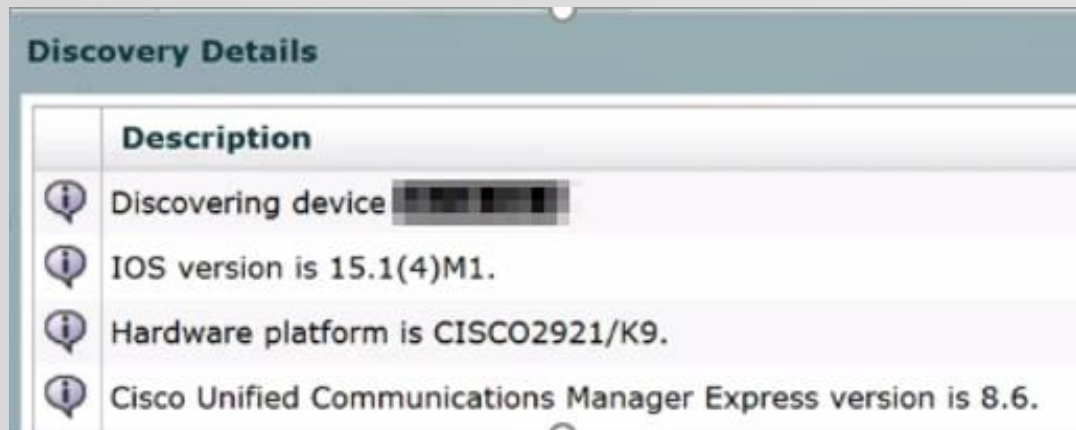 Discovery Details
Description
Discovering device
IOS version is 15.1(4)M1.
Hardware platform is CISCO2921/K9.
Cisco Unified Communications Manager Express version is 8.6.